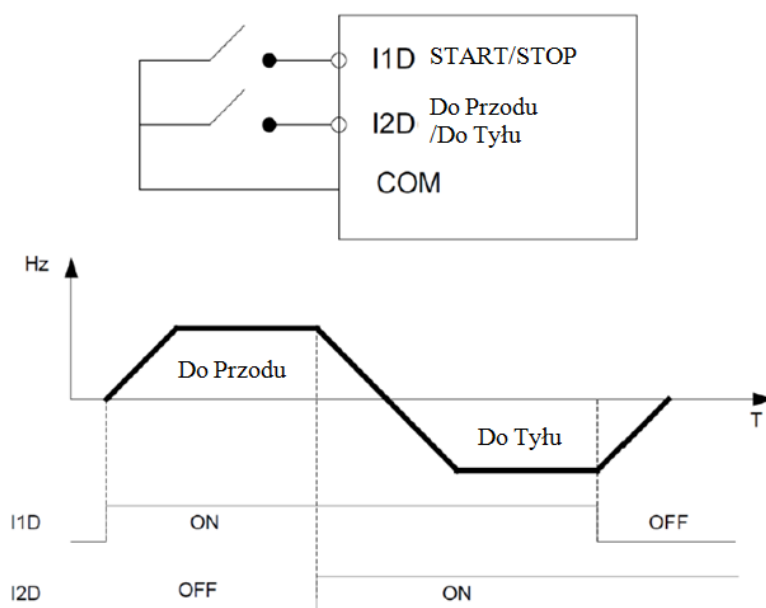 I1D START/STOP
I2D Do Przodu
/Do Tyłu
COM
Hz
Do Przodu
Do Tyłu
T
I1D ON OFF
I2D OFF ON